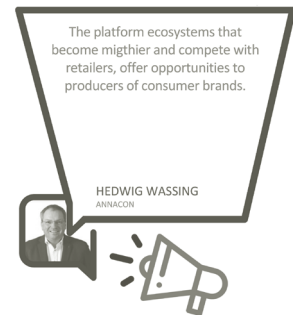 The platform ecosystems that
become migthier and compete with
retailers, offer opportunities to
producers of consumer brands.
HEDWIG WASSING
ANNACON